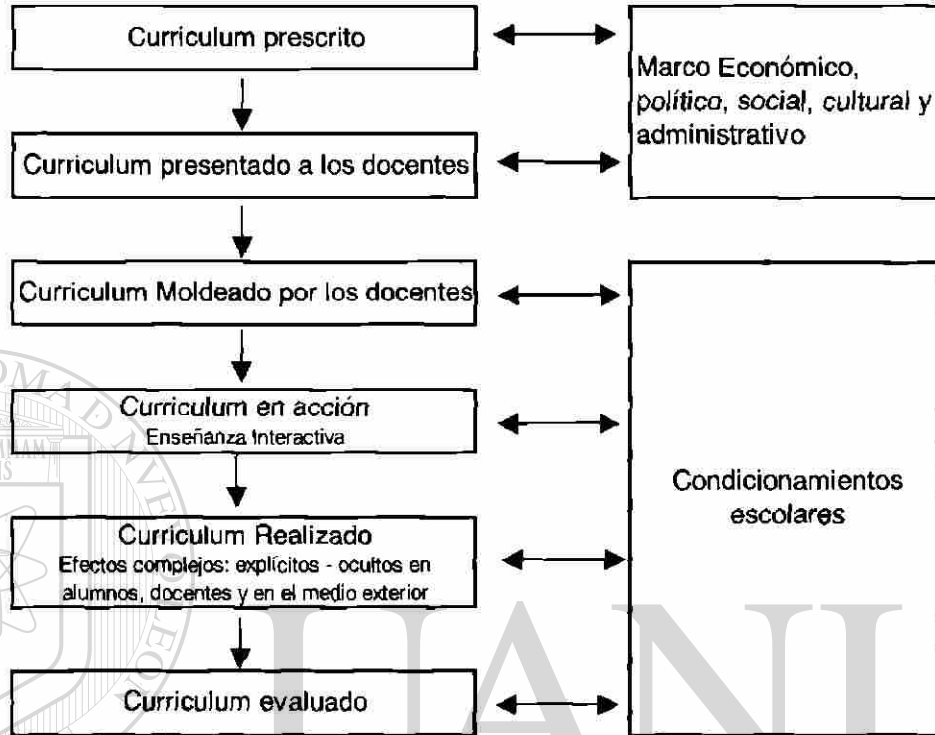 Curriculum prescrito
Marco Económico,
político, social, cultural y
administrativo
Curriculum presentado a los docentes
Curriculum Moldeado por los docentes
Curriculum en acción
Enseñanza Interactiva
Condicionamientos
escolares
Curriculum Realizado
Efectos complejos: explícitos - ocultos en
alumnos, docentes y en el medio exterior
Curriculum evaluado
UANL